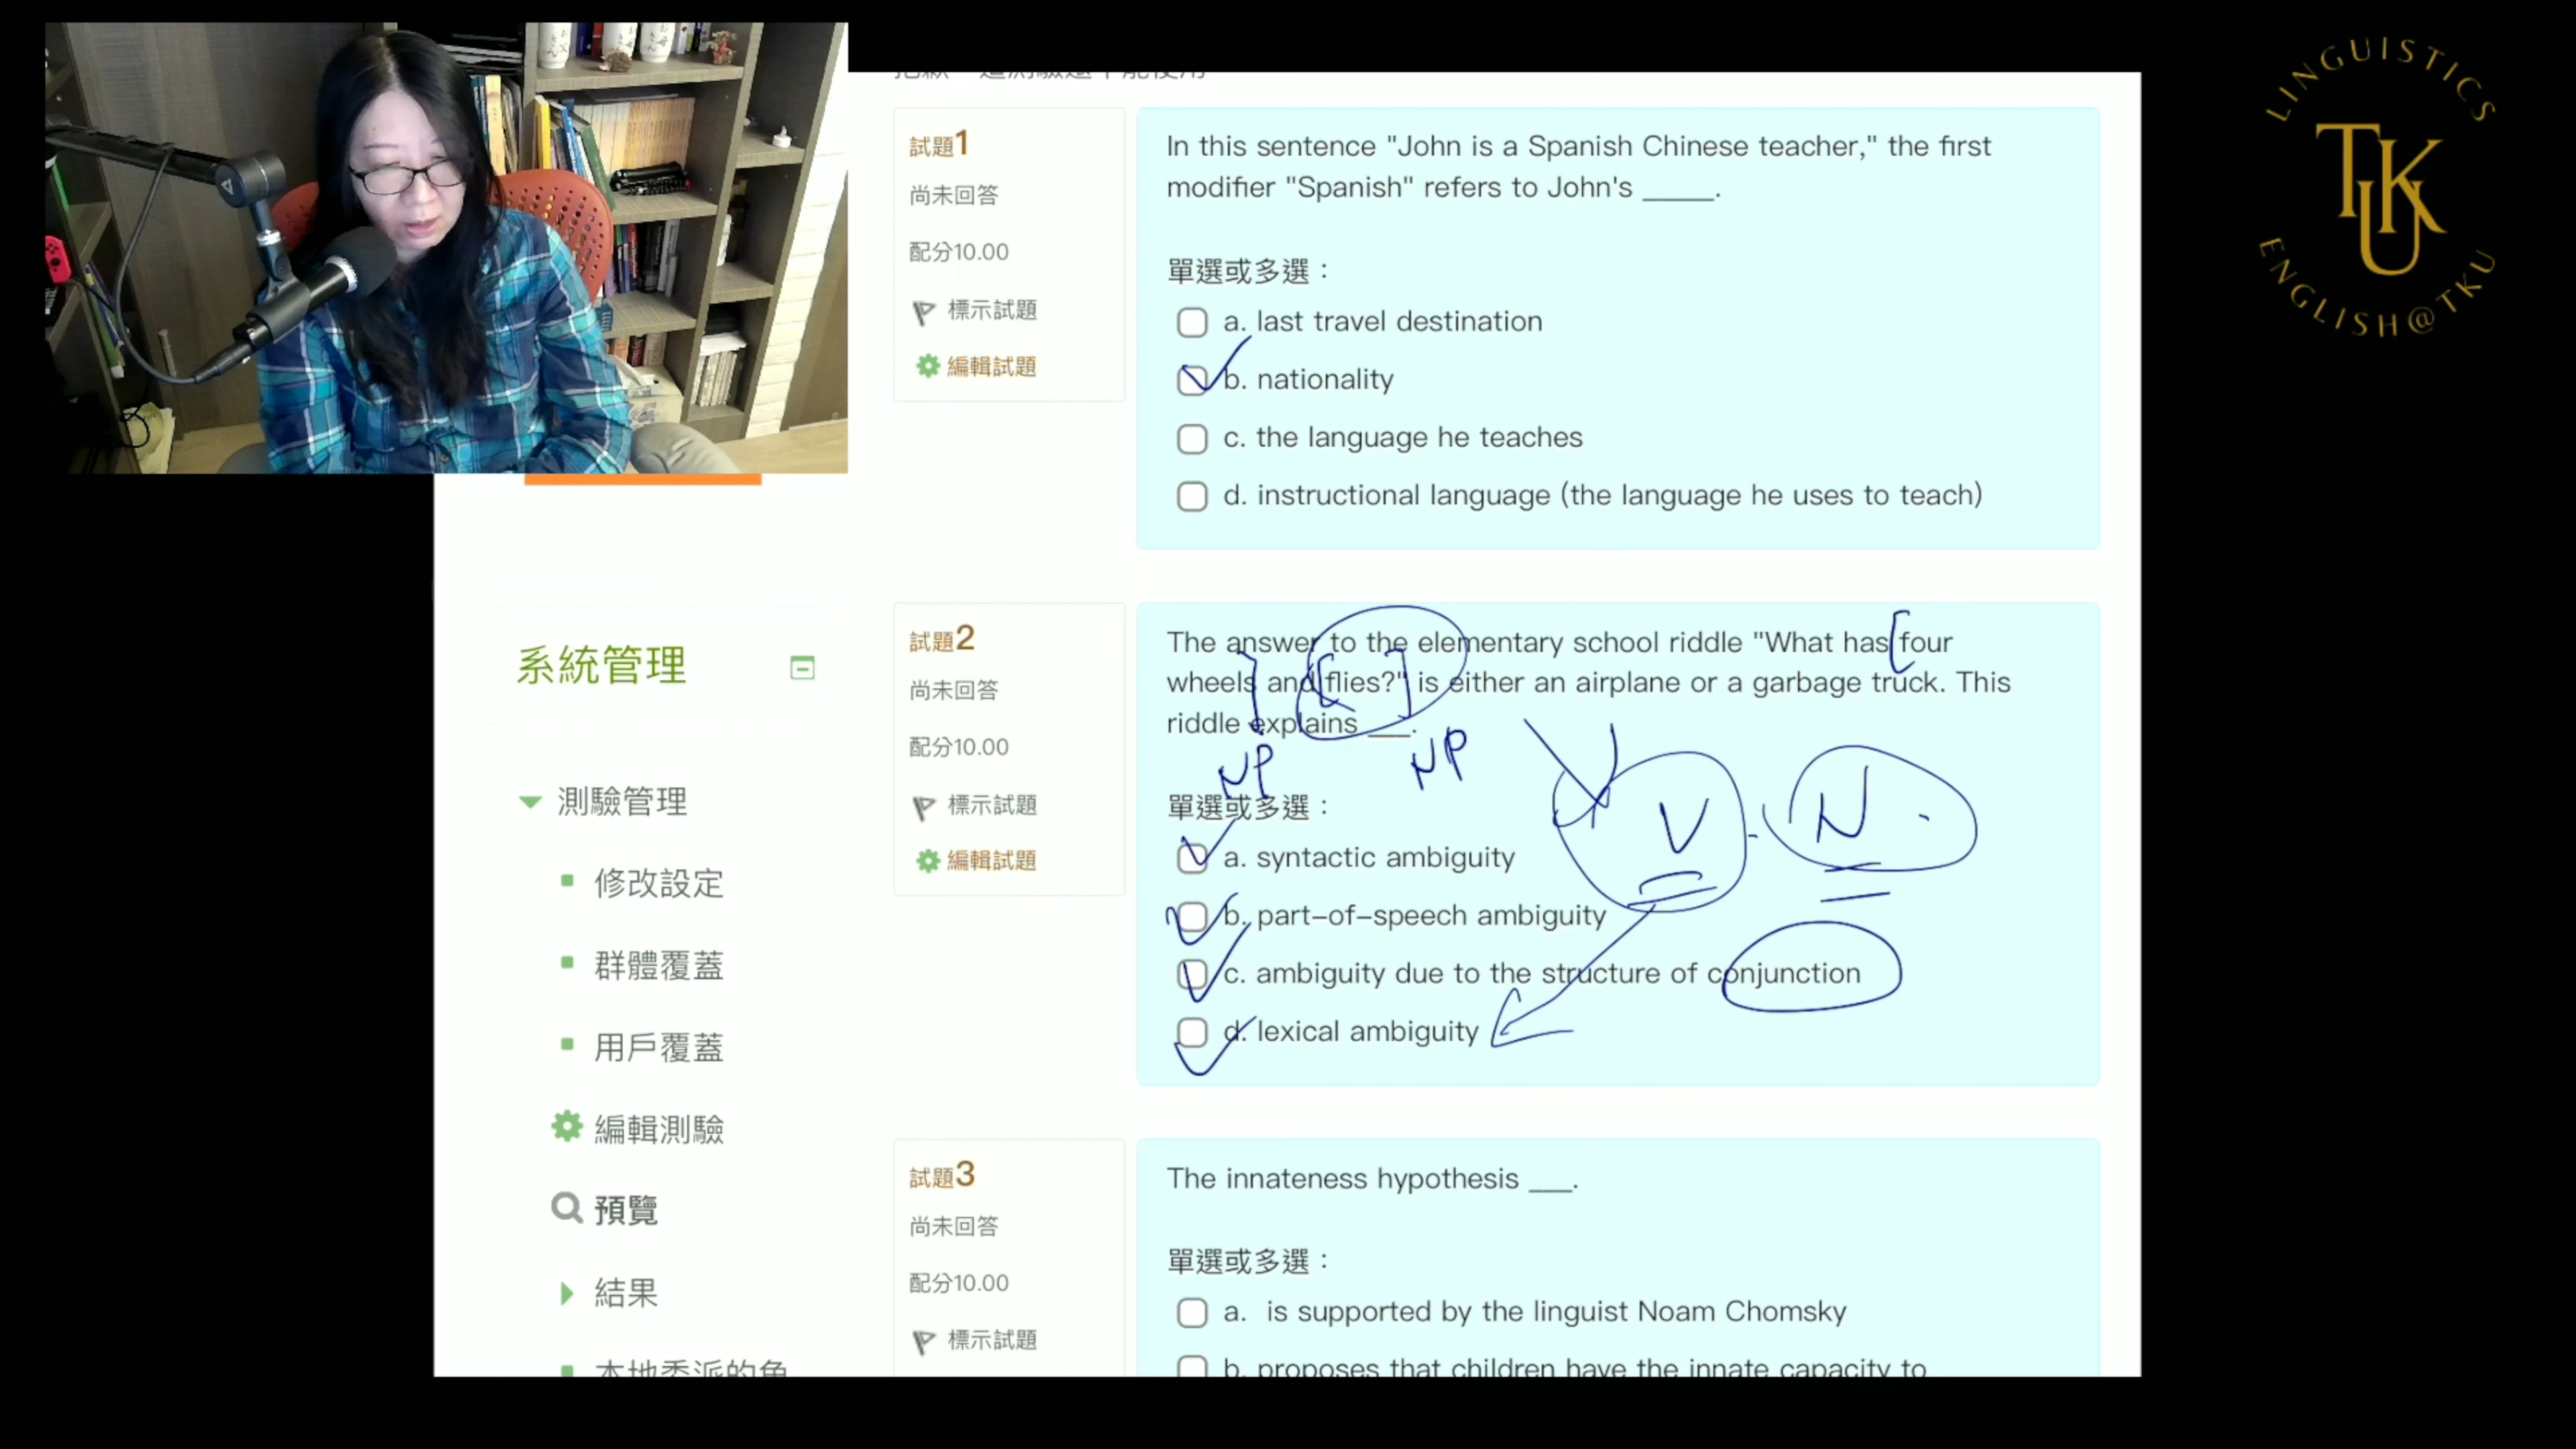 試題1
尚未回答
配分10.00
標示試題
編輯試題
In this sentence "John is a Spanish Chinese teacher," the first
modifier "Spanish" refers to John's _____.
單選或多選：
a. last travel destination
b. nationality
c. the language he teaches
d. instructional language (the language he uses to teach)
LINGUISTICS
TKU
ENGLISH@TKU
系統管理
測驗管理
修改設定
群體覆蓋
用戶覆蓋
編輯測驗
預覽
結果
試題2
尚未回答
配分10.00
標示試題
編輯試題
The answer to the elementary school riddle "What has four
wheels and flies?" is either an airplane or a garbage truck. This
riddle explains ___.
NP
NP
V
N
單選或多選：
a. syntactic ambiguity
b. part-of-speech ambiguity
c. ambiguity due to the structure of conjunction
d. lexical ambiguity
試題3
尚未回答
配分10.00
標示試題
The innateness hypothesis ___.
單選或多選：
a. is supported by the linguist Noam Chomsky
b. proposes that children have the innate capacity to